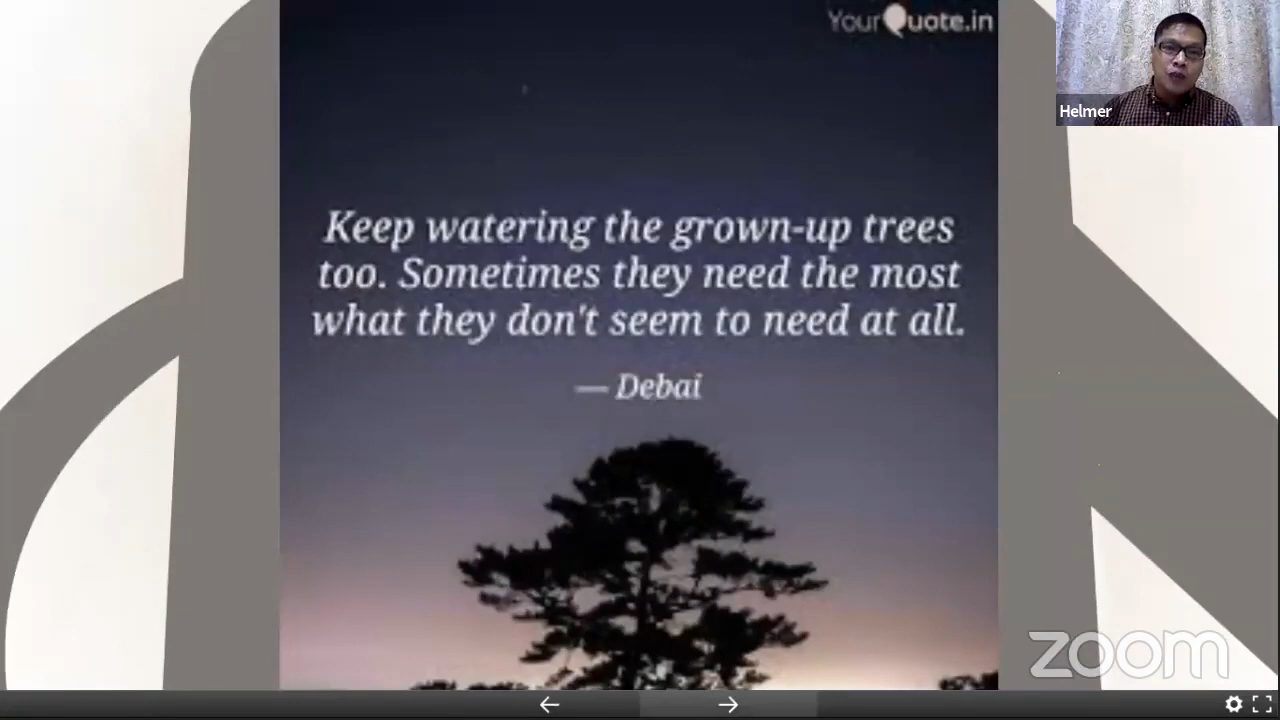 YourQuote.in
Helmer
Keep watering the grown-up trees
too. Sometimes they need the most
what they don't seem to need at all.
— Debai
zoom